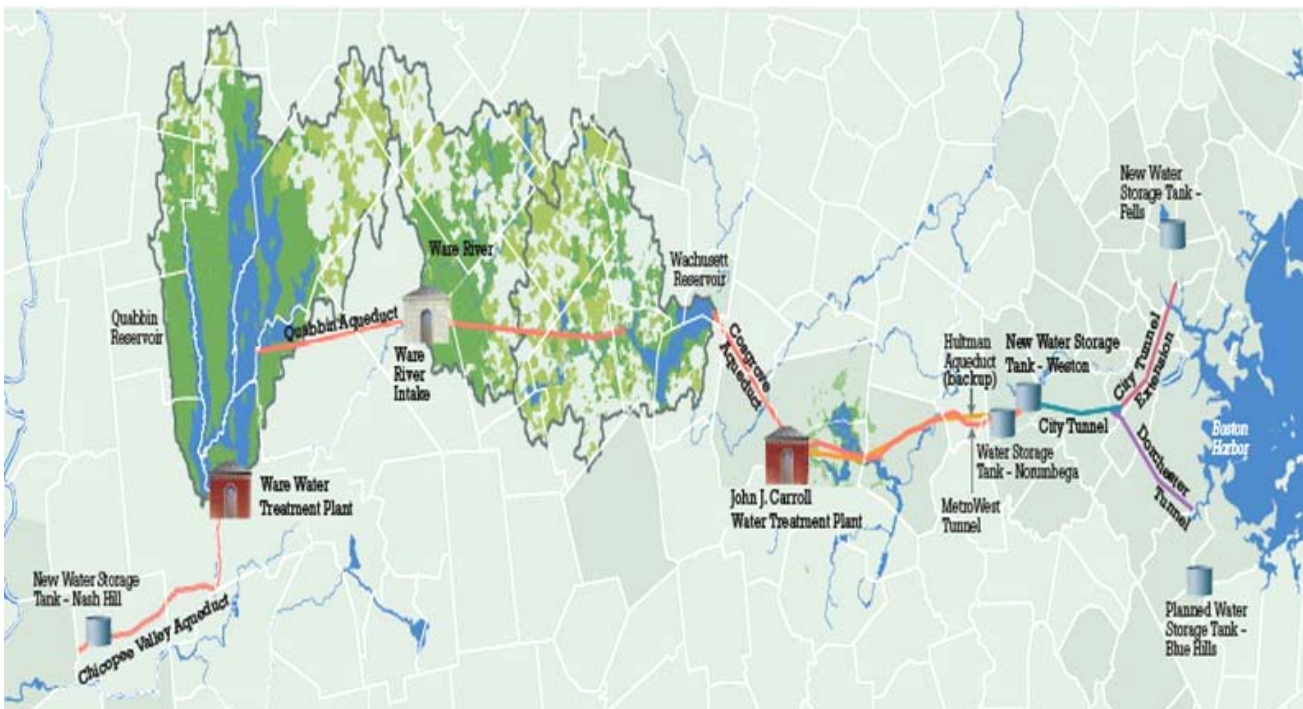 New Water
Storage Tank -
Fells
Ware River
Wachusett
Reservoir
Quabbin
Reservoir
Quabbin Aqueduct
Ware
River
Intake
Cosgrove
Aqueduct
Hultman
Aqueduct
(backup)
New Water Storage
Tank - Weston
City Tunnel
Extension
City Tunnel
Boston
Harbor
Dorchester
Tunnel
Water Storage
Tank - Norumbega
MetroWest
Tunnel
Ware Water
Treatment Plant
John J. Carroll
Water Treatment Plant
New Water Storage
Tank - Nash Hill
Chicopee Valley Aqueduct
Planned Water
Storage Tank -
Blue Hills